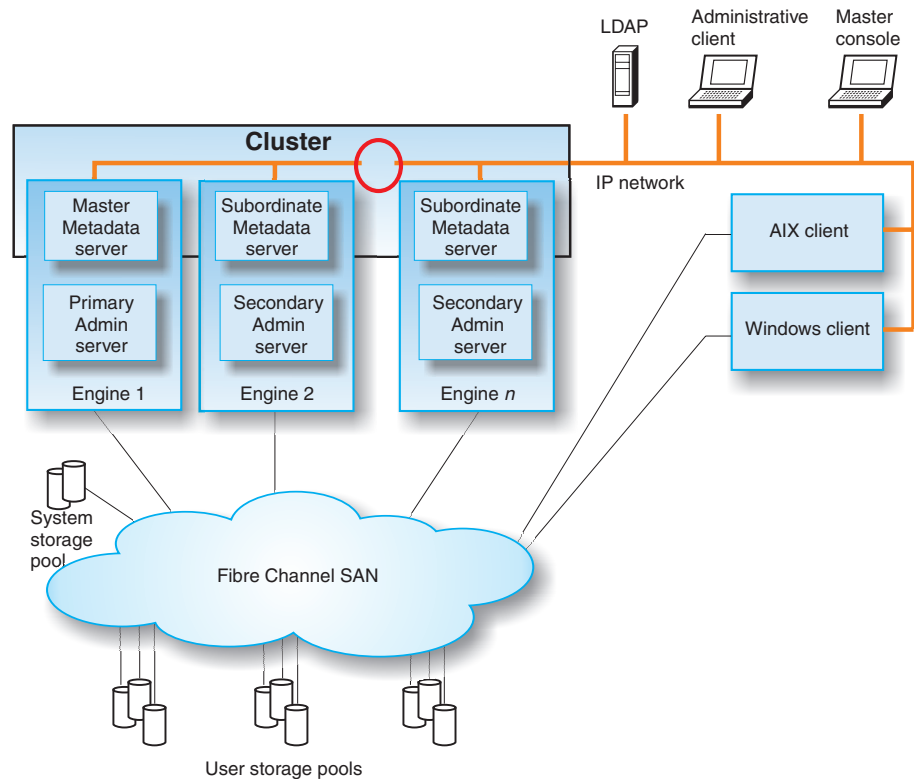 LDAP
Administrative
client
Master
console
Cluster
IP network
Master
Metadata
server
Subordinate
Metadata
server
Subordinate
Metadata
server
AIX client
Primary
Admin
server
Secondary
Admin
server
Secondary
Admin
server
Windows client
Engine 1
Engine 2
Engine n
System
storage
pool
Fibre Channel SAN
User storage pools